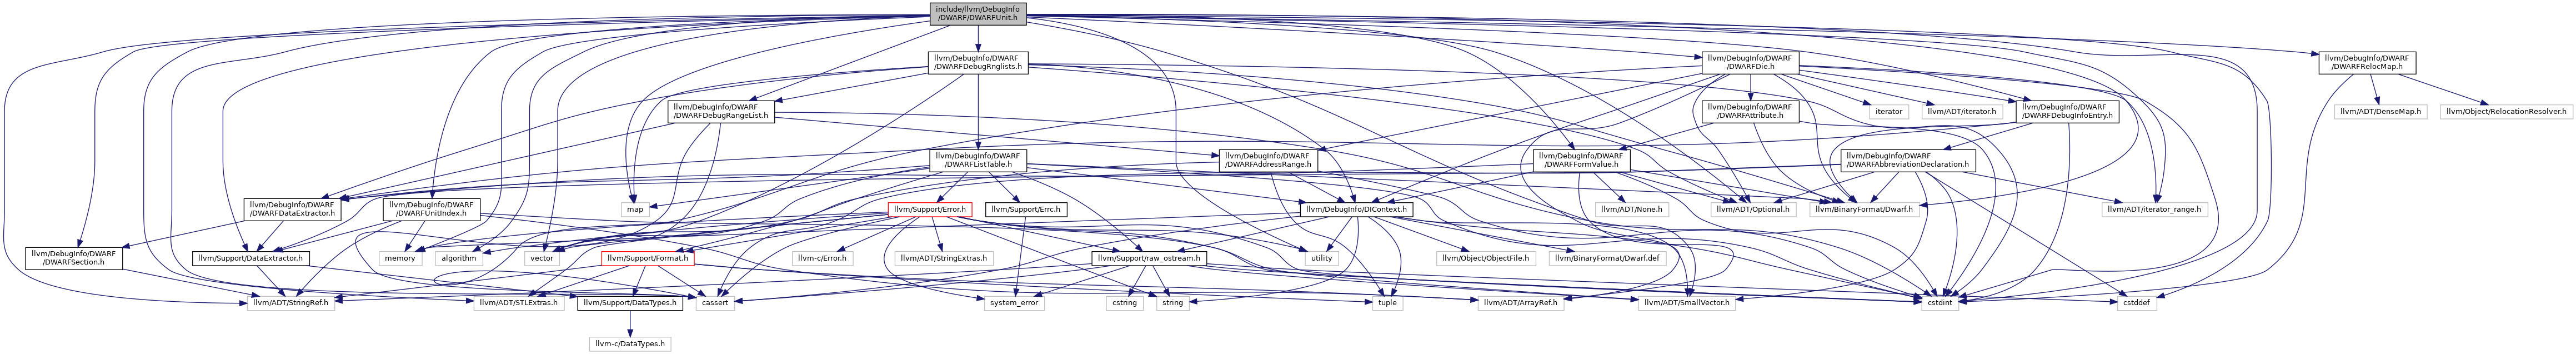 include/llvm/DebugInfo
/DWARF/DWARFUnit.h
llvm/DebugInfo/DWARF
/DWARFDebugRnglists.h
llvm/DebugInfo/DWARF
/DWARFDie.h
llvm/DebugInfo/DWARF
/DWARFRelocMap.h
llvm/DebugInfo/DWARF
/DWARFDebugRangeList.h
llvm/DebugInfo/DWARF
/DWARFAttribute.h
iterator
llvm/ADT/iterator.h
llvm/DebugInfo/DWARF
/DWARFDebugInfoEntry.h
llvm/ADT/DenseMap.h
llvm/Object/RelocationResolver.h
llvm/DebugInfo/DWARF
/DWARFListTable.h
llvm/DebugInfo/DWARF
/DWARFAddressRange.h
llvm/DebugInfo/DWARF
/DWARFFormValue.h
llvm/DebugInfo/DWARF
/DWARFAbbreviationDeclaration.h
llvm/DebugInfo/DWARF
/DWARFDataExtractor.h
llvm/DebugInfo/DWARF
/DWARFUnitIndex.h
map
llvm/Support/Error.h
llvm/Support/Errc.h
llvm/DebugInfo/DIContext.h
llvm/ADT/None.h
llvm/ADT/Optional.h
llvm/BinaryFormat/Dwarf.h
llvm/ADT/iterator_range.h
llvm/DebugInfo/DWARF
/DWARFSection.h
llvm/Support/DataExtractor.h
memory
algorithm
vector
llvm/Support/Format.h
llvm-c/Error.h
llvm/ADT/StringExtras.h
llvm/Support/raw_ostream.h
utility
llvm/Object/ObjectFile.h
llvm/BinaryFormat/Dwarf.def
llvm/ADT/StringRef.h
llvm/ADT/STLExtras.h
llvm/Support/DataTypes.h
cassert
system_error
cstring
string
tuple
llvm/ADT/ArrayRef.h
llvm/ADT/SmallVector.h
cstdint
cstddef
llvm-c/DataTypes.h